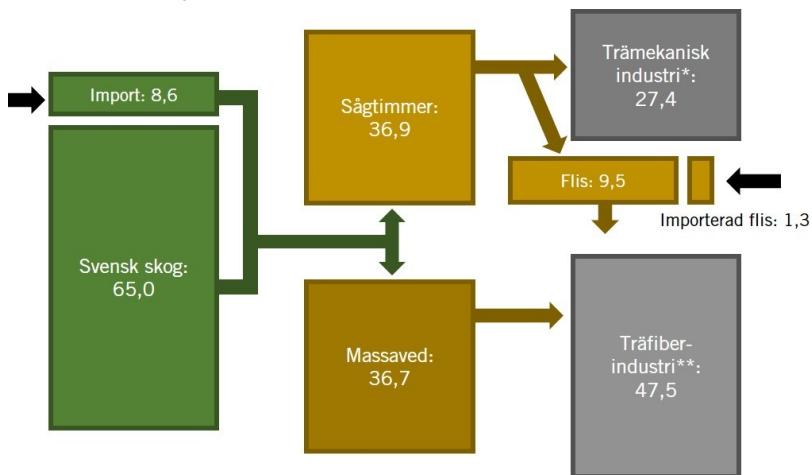 Import: 8,6
Svensk skog:
65,0
Sågtimmer:
36,9
Massaved:
36,7
Trämekanisk
industri*:
27,4
Flis: 9,5
Importerad flis: 1,3
Träfiber-
industri**:
47,5